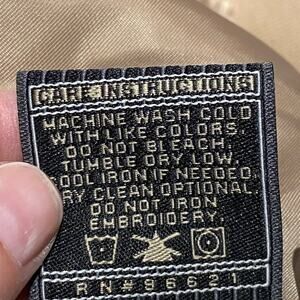 CARE INSTRUCTIONS
MACHINE WASH COLD
WITH LIKE COLORS.
DO NOT BLEACH.
TUMBLE DRY LOW.
COOL IRON IF NEEDED.
DRY CLEAN OPTIONAL.
DO NOT IRON
EMBROIDERY.
RN#96621